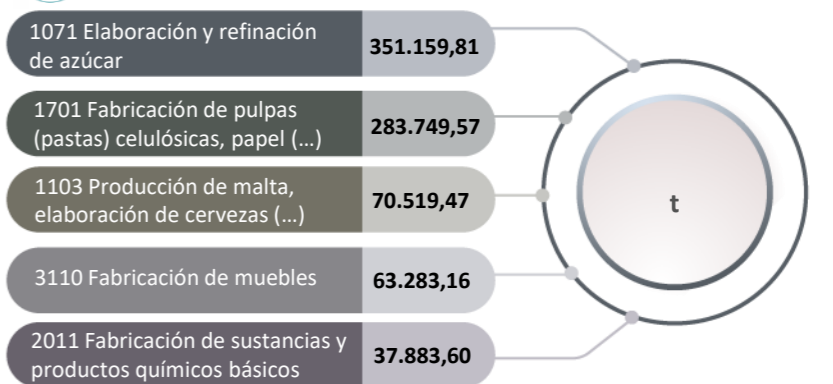 1071 Elaboración y refinación
de azúcar
351.159,81
1701 Fabricación de pulpas
(pastas) celulósicas, papel (…)
283.749,57
1103 Producción de malta,
elaboración de cervezas (…)
70.519,47
3110 Fabricación de muebles
63.283,16
2011 Fabricación de sustancias y
productos químicos básicos
37.883,60
t